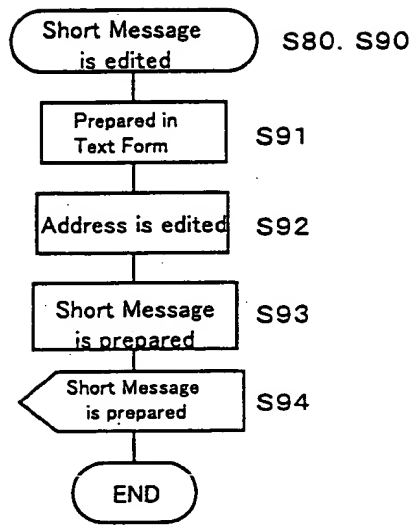 Short Message
is edited
S80. S90
Prepared in
Text Form
S91
Address is edited
S92
Short Message
is prepared
S93
Short Message
is prepared
S94
END